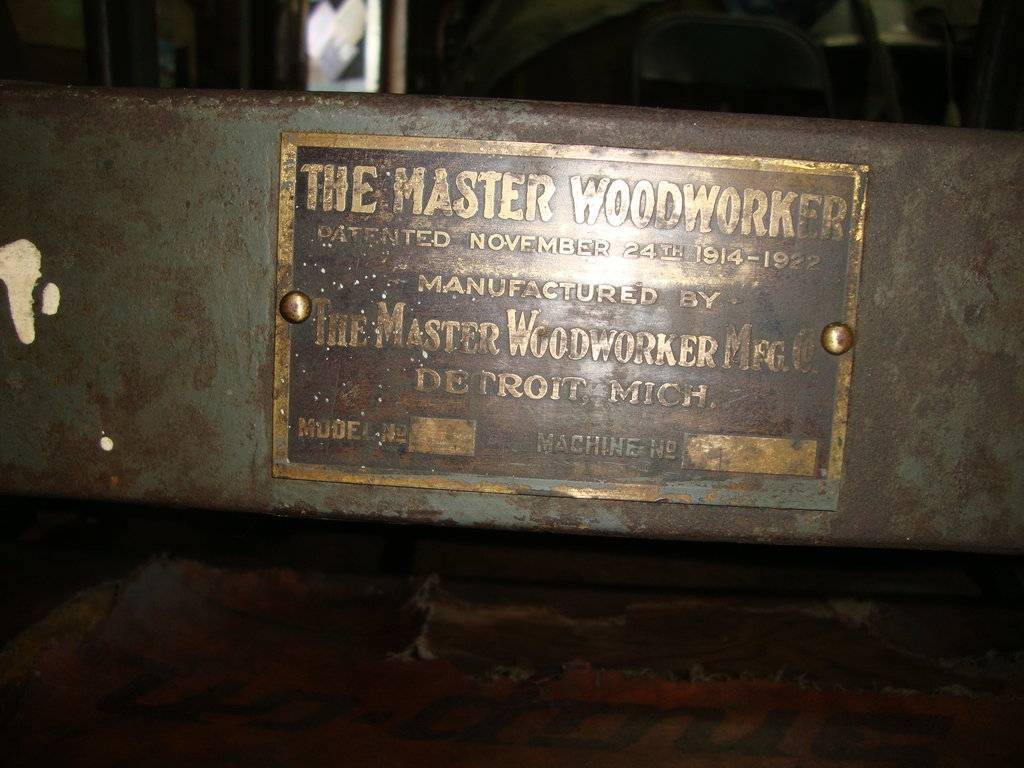 THE MASTER WOODWORKER
PATENTED NOVEMBER 24TH 1914-1922
MANUFACTURED BY
THE MASTER WOODWORKER MFG. CO.
DETROIT, MICH.
MODEL Nº MACHINE Nº